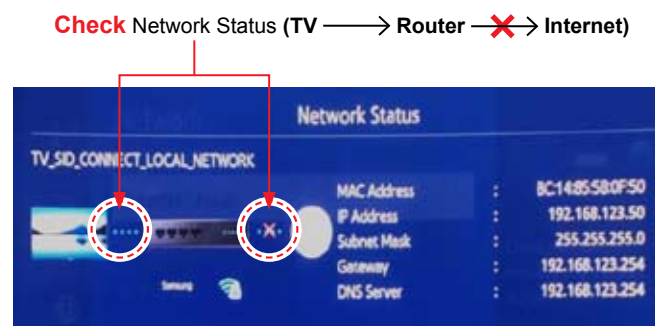 Check Network Status (TV → Router → Internet)
Network Status
TV_SID_CONNECT_LOCAL_NETWORK
MAC Address : BC:14:85:58:0F:50
IP Address : 192.168.123.50
Subnet Mask : 255.255.255.0
Gateway : 192.168.123.254
DNS Server : 192.168.123.254
Samsung